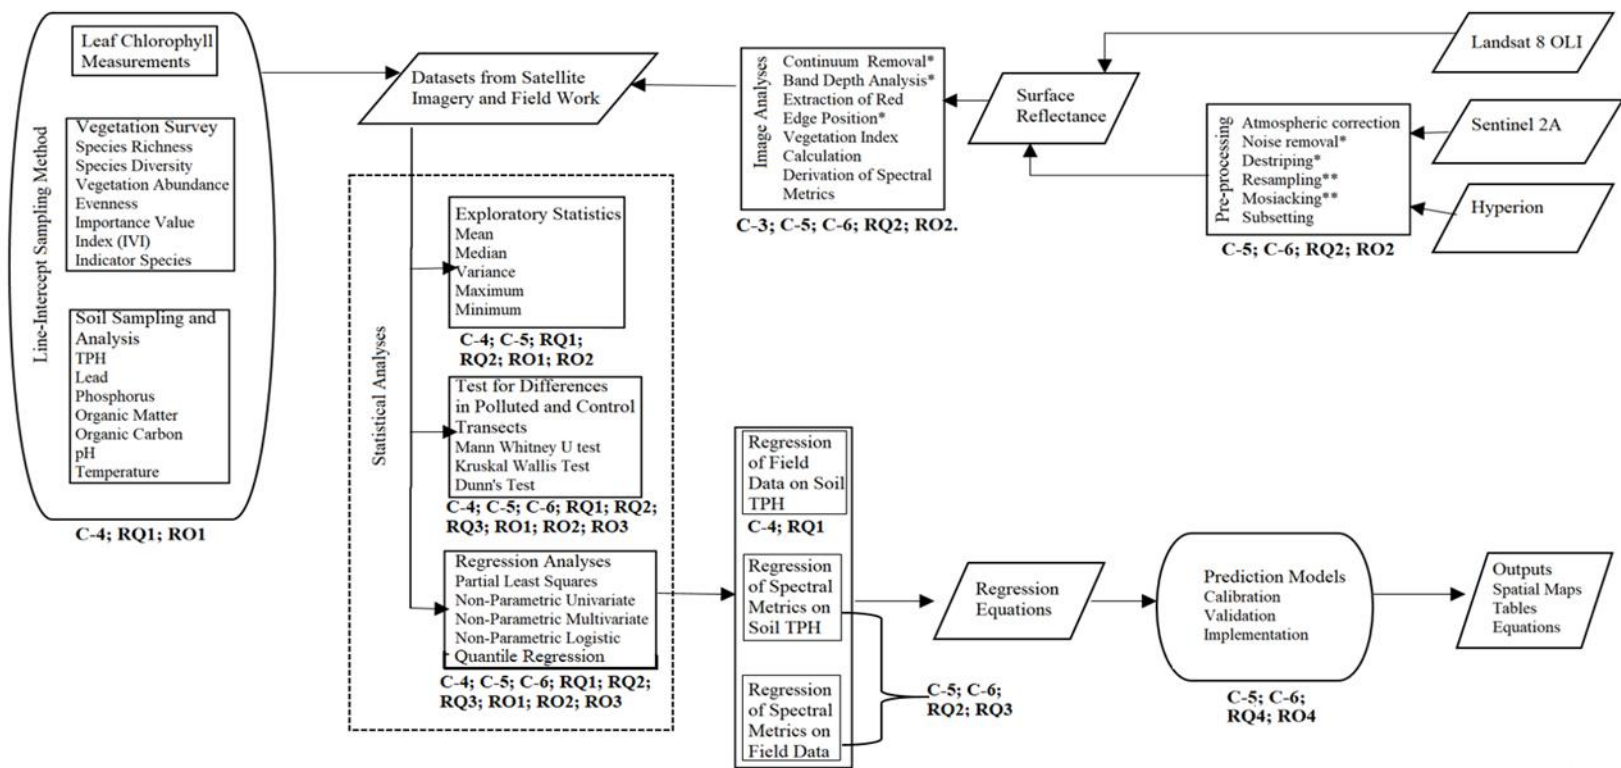 Line-Intercept Sampling Method
Leaf Chlorophyll
Measurements
Vegetation Survey
Species Richness
Species Diversity
Vegetation Abundance
Evenness
Importance Value
Index (IVI)
Indicator Species
Soil Sampling and
Analysis
TPH
Lead
Phosphorus
Organic Matter
Organic Carbon
pH
Temperature
C-4; RQ1; RO1
Datasets from Satellite
Imagery and Field Work
Statistical Analyses
Exploratory Statistics
Mean
Median
Variance
Maximum
Minimum
C-4; C-5; RQ1;
RQ2; RO1; RO2
Test for Differences
in Polluted and Control
Transects
Mann Whitney U test
Kruskal Wallis Test
Dunn's Test
C-4; C-5; C-6; RQ1; RQ2;
RQ3; RO1; RO2; RO3
Regression Analyses
Partial Least Squares
Non-Parametric Univariate
Non-Parametric Multivariate
Non-Parametric Logistic
Quantile Regression
C-4; C-5; C-6; RQ1; RQ2;
RQ3; RO1; RO2; RO3
Image Analyses
Continuum Removal*
Band Depth Analysis*
Extraction of Red
Edge Position*
Vegetation Index
Calculation
Derivation of Spectral
Metrics
C-3; C-5; C-6; RQ2; RO2.
Surface
Reflectance
Pre-processing
Atmospheric correction
Noise removal*
Destriping*
Resampling**
Mosiacking**
Subsetting
C-5; C-6; RQ2; RO2
Landsat 8 OLI
Sentinel 2A
Hyperion
Regression
of Field
Data on Soil
TPH
C-4; RQ1
Regression
of Spectral
Metrics on
Soil TPH
Regression
of Spectral
Metrics on
Field Data
C-5; C-6;
RQ2; RQ3
Regression
Equations
Prediction Models
Calibration
Validation
Implementation
C-5; C-6;
RQ4; RO4
Outputs
Spatial Maps
Tables
Equations